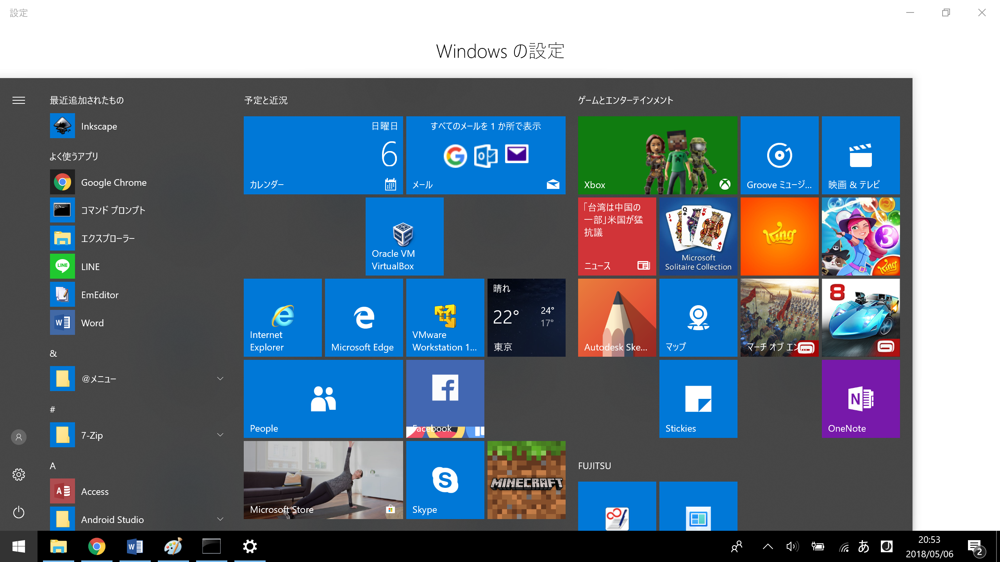 設定
Windows の設定
最近追加されたもの
Inkscape
よく使うアプリ
Google Chrome
コマンド プロンプト
エクスプローラー
LINE
LINE
EmEditor
Word
&
@メニュー
#
7-Zip
A
Access
Android Studio
予定と近況
日曜日
6
カレンダー
すべてのメールを 1 か所で表示
メール
Oracle VM
VirtualBox
Internet
Explorer
Microsoft Edge
VMware
Workstation 1...
晴れ
22°
24°
17°
東京
People
Facebook
Microsoft Store
Skype
MINECRAFT
ゲームとエンターテインメント
Xbox
Groove ミュージ...
映画 & テレビ
「台湾は中国の
一部」米国が猛
抗議
ニュース
Microsoft
Solitaire Collection
King
3
King
Autodesk Ske...
マップ
マーチ オブ エン...
8
Stickies
OneNote
FUJITSU
あ
20:53
2018/05/06
2